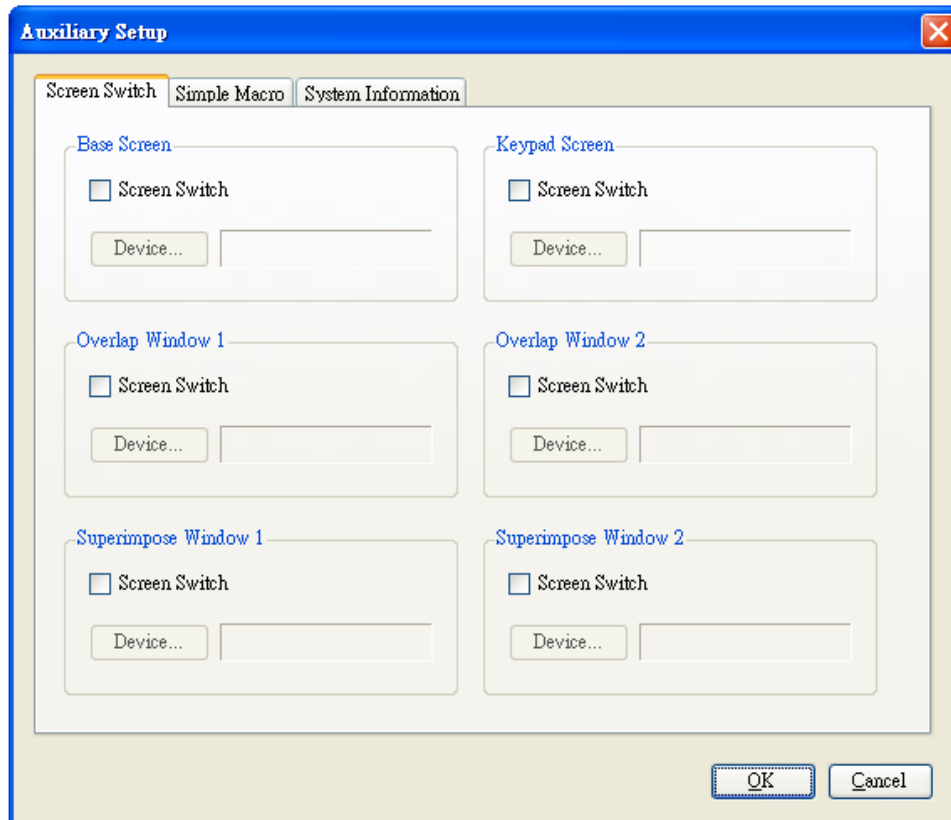 Auxiliary Setup
Screen Switch Simple Macro System Information
Base Screen
Screen Switch
Device...
Keypad Screen
Screen Switch
Device...
Overlap Window 1
Screen Switch
Device...
Overlap Window 2
Screen Switch
Device...
Superimpose Window 1
Screen Switch
Device...
Superimpose Window 2
Screen Switch
Device...
OK Cancel